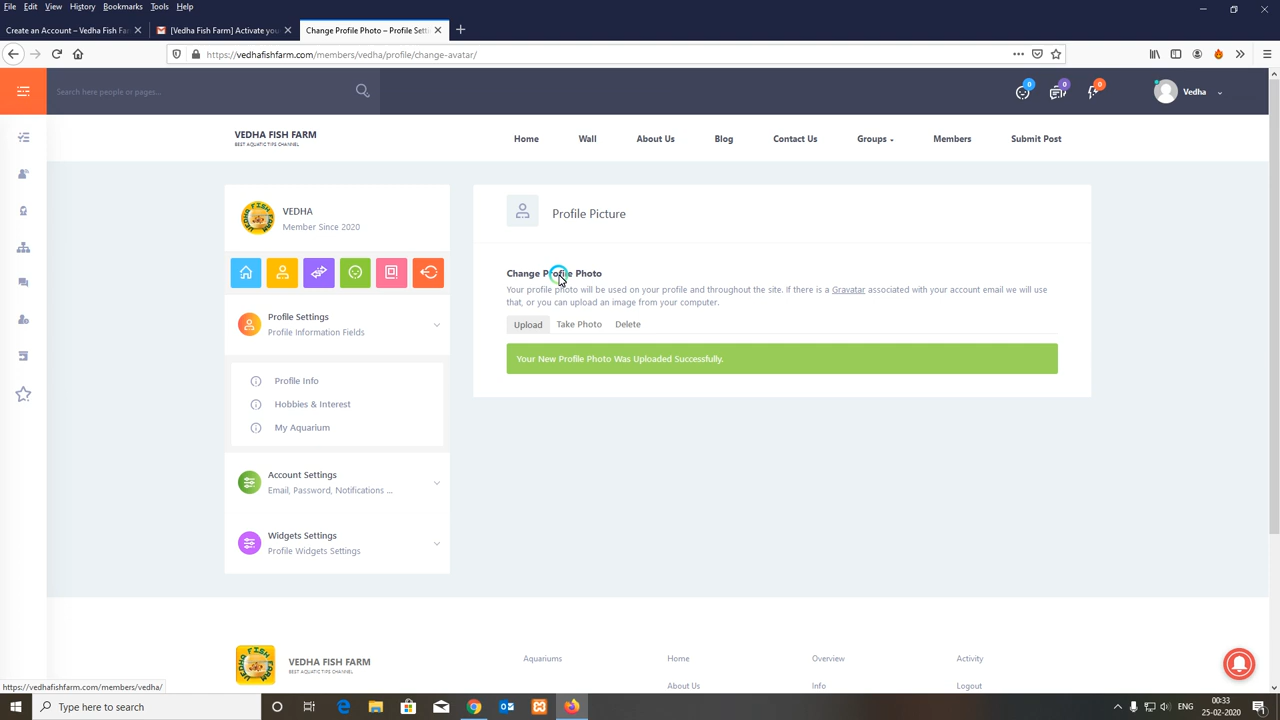 File Edit View History Bookmarks Tools Help
Create an Account – Vedha Fish Fa
[Vedha Fish Farm] Activate you
Change Profile Photo – Profile Sett
https://vedhafishfarm.com/members/vedha/profile/change-avatar/
Search here people or pages...
0 0 0
Vedha
VEDHA FISH FARM
BEST AQUATIC TIPS CHANNEL
Home Wall About Us Blog Contact Us Groups Members Submit Post
VEDHA
Member Since 2020
Profile Picture
Change Profile Photo
Your profile photo will be used on your profile and throughout the site. If there is a Gravatar associated with your account email we will use
that, or you can upload an image from your computer.
Upload Take Photo Delete
Your New Profile Photo Was Uploaded Successfully.
Profile Settings
Profile Information Fields
Profile Info
Hobbies & Interest
My Aquarium
Account Settings
Email, Password, Notifications ...
Widgets Settings
Profile Widgets Settings
VEDHA FISH FARM
BEST AQUATIC TIPS CHANNEL
Aquariums Home Overview Activity
About Us Info Logout
https://vedhafishfarm.com/members/vedha/
Type here to search
00:33
25-02-2020